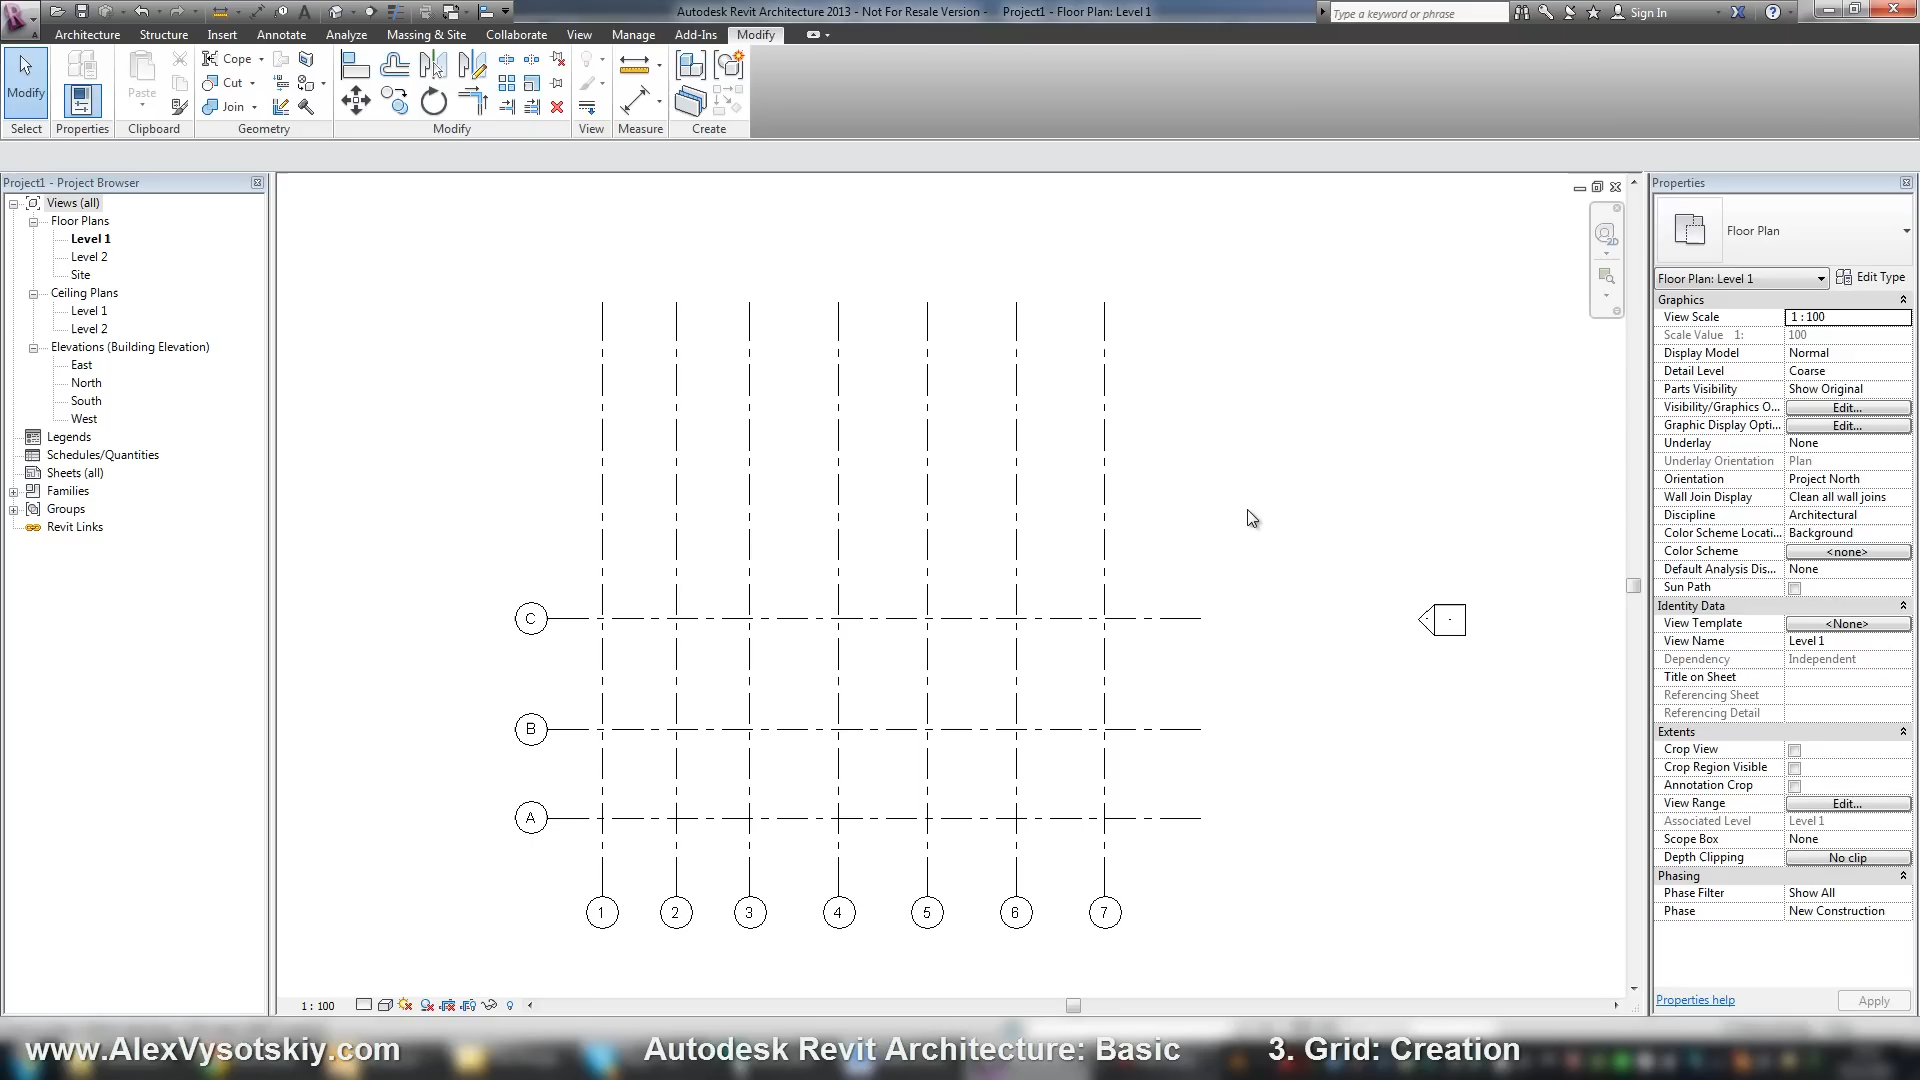 Autodesk Revit Architecture 2013 - Not For Resale Version - Project1 - Floor Plan: Level 1
Type a keyword or phrase
Sign In
Architecture Structure Insert Annotate Analyze Massing & Site Collaborate View Manage Add-Ins Modify
Modify
Paste
Cope
Cut
Join
Select Properties Clipboard Geometry Modify View Measure Create
Project1 - Project Browser
Views (all)
Floor Plans
Level 1
Level 2
Site
Ceiling Plans
Level 1
Level 2
Elevations (Building Elevation)
East
North
South
West
Legends
Schedules/Quantities
Sheets (all)
Families
Groups
Revit Links
2D
C
B
A
1 2 3 4 5 6 7
1 : 100
Properties
Floor Plan
Floor Plan: Level 1 Edit Type
Graphics
View Scale 1 : 100
Scale Value 1: 100
Display Model Normal
Detail Level Coarse
Parts Visibility Show Original
Visibility/Graphics O... Edit...
Graphic Display Opti... Edit...
Underlay None
Underlay Orientation Plan
Orientation Project North
Wall Join Display Clean all wall joins
Discipline Architectural
Color Scheme Locati... Background
Color Scheme <none>
Default Analysis Dis... None
Sun Path
Identity Data
View Template <None>
View Name Level 1
Dependency Independent
Title on Sheet
Referencing Sheet
Referencing Detail
Extents
Crop View
Crop Region Visible
Annotation Crop
View Range Edit...
Associated Level Level 1
Scope Box None
Depth Clipping No clip
Phasing
Phase Filter Show All
Phase New Construction
Properties help Apply
www.AlexVysotskiy.com Autodesk Revit Architecture: Basic 3. Grid: Creation